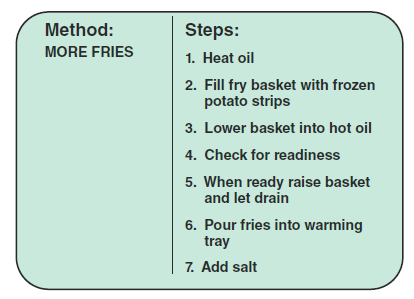 Method:
MORE FRIES
Steps:
1. Heat oil
2. Fill fry basket with frozen
potato strips
3. Lower basket into hot oil
4. Check for readiness
5. When ready raise basket
and let drain
6. Pour fries into warming
tray
7. Add salt